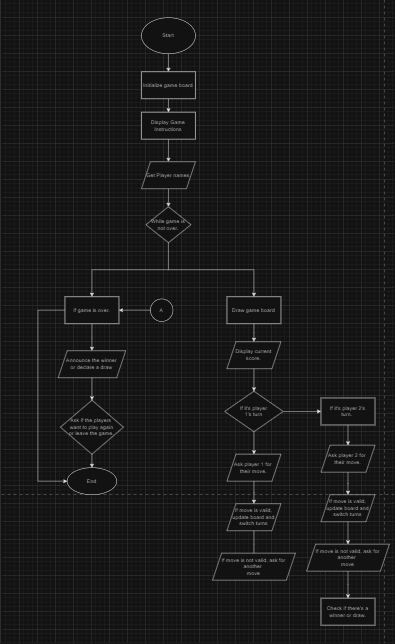 Start
Initialize game board
Display Game
Instructions
Get Player names
While game is
not over.
If game is over.
A
Draw game board
Announce the winner
or declare a draw
Display current
score.
Ask if the players
want to play again
or leave the game.
If it's player
1's turn
If it's player 2's
turn.
Ask player 1 for
their move.
Ask player 2 for
their move.
End
If move is valid,
update board and
switch turns
If move is valid,
update board and
switch turns
If move is not valid, ask for
another
move
If move is not valid, ask for
another
move
Check if there's a
winner or draw.